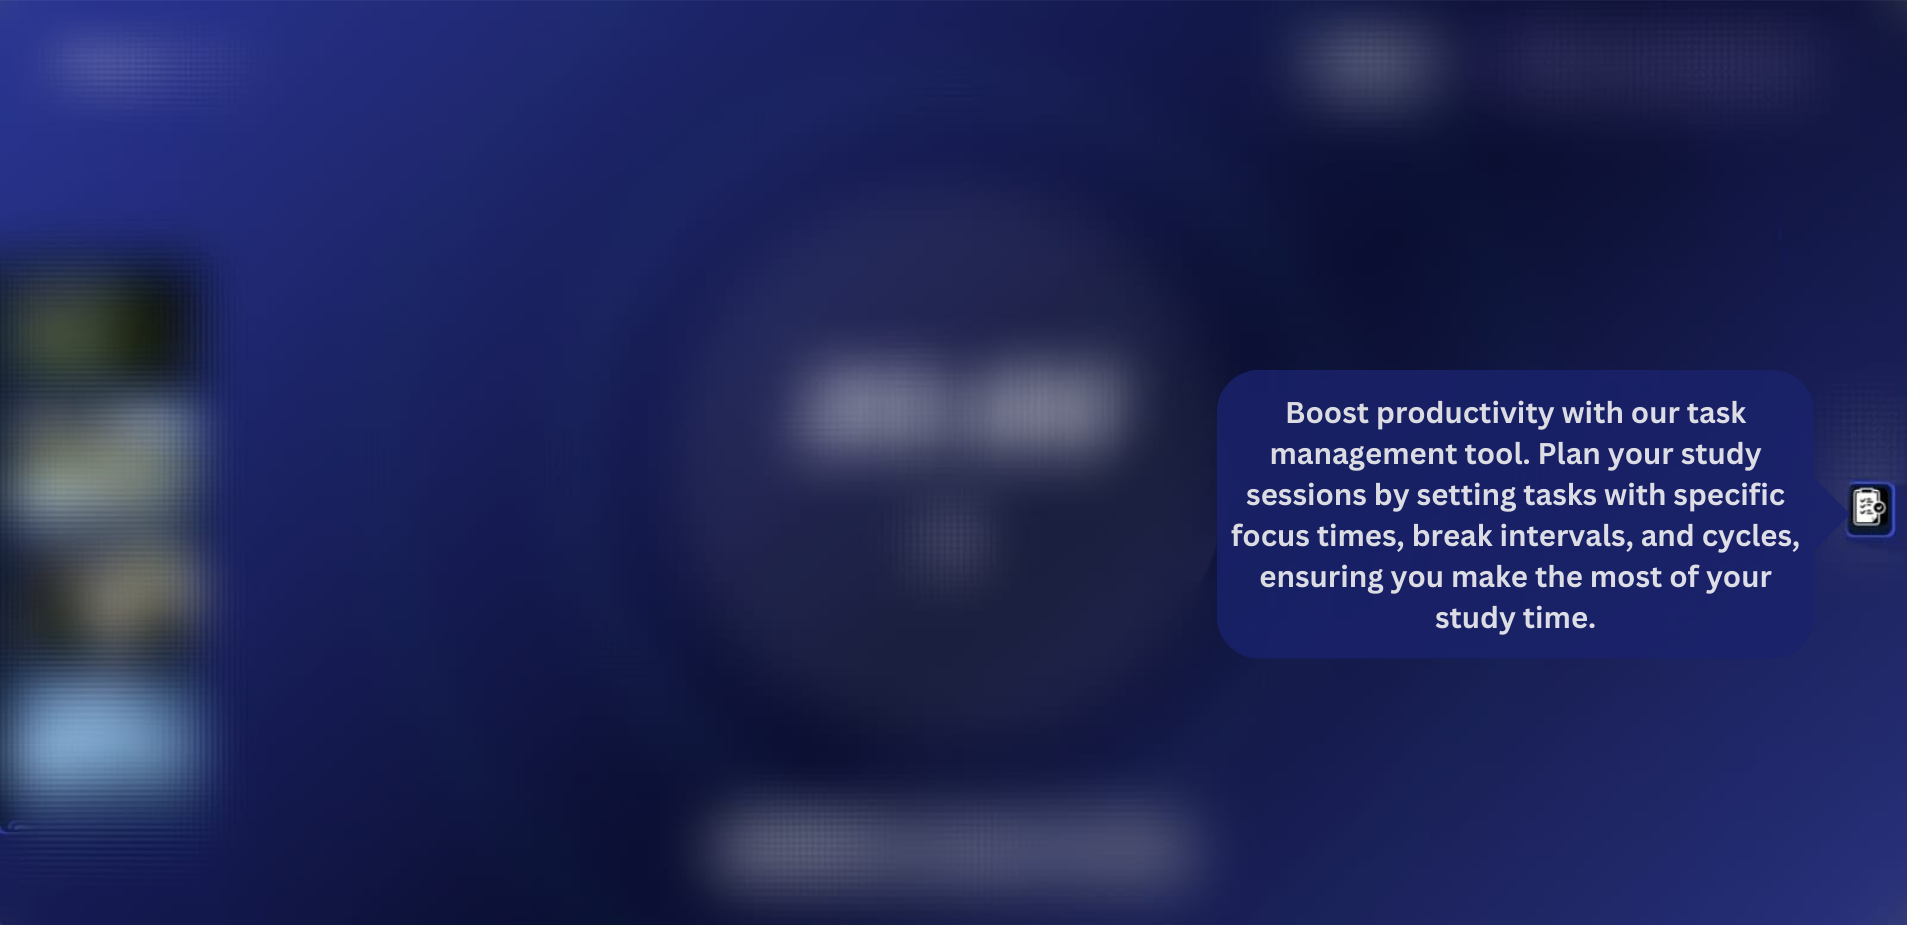 Boost productivity with our task
management tool. Plan your study
sessions by setting tasks with specific
focus times, break intervals, and cycles,
ensuring you make the most of your
study time.